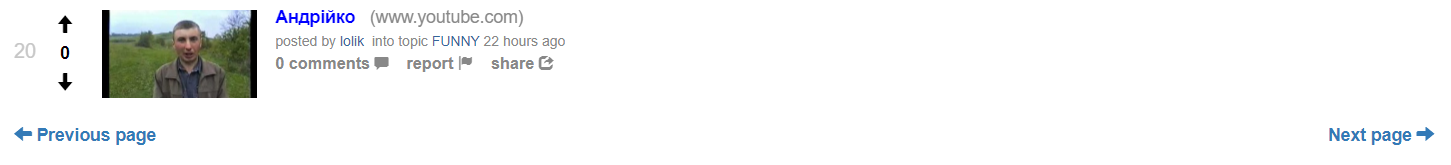 20
0
Андрійко (www.youtube.com)
posted by lolik into topic FUNNY 22 hours ago
0 comments report share
Previous page Next page